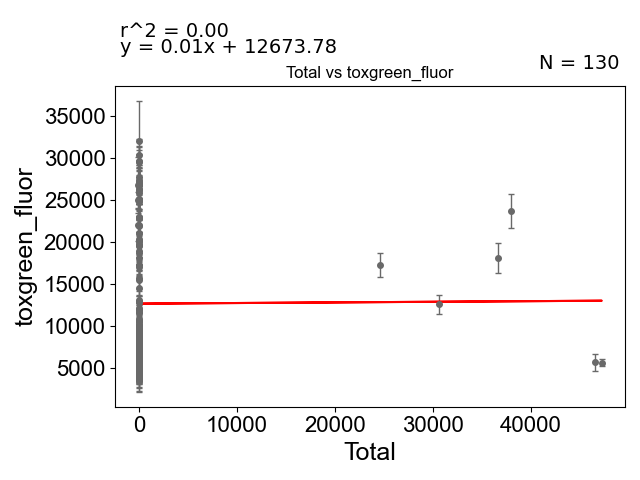 r^2 = 0.00
y = 0.01x + 12673.78
N = 130
Total vs toxgreen_fluor
35000
30000
25000
20000
15000
10000
5000
toxgreen_fluor
0 10000 20000 30000 40000
Total